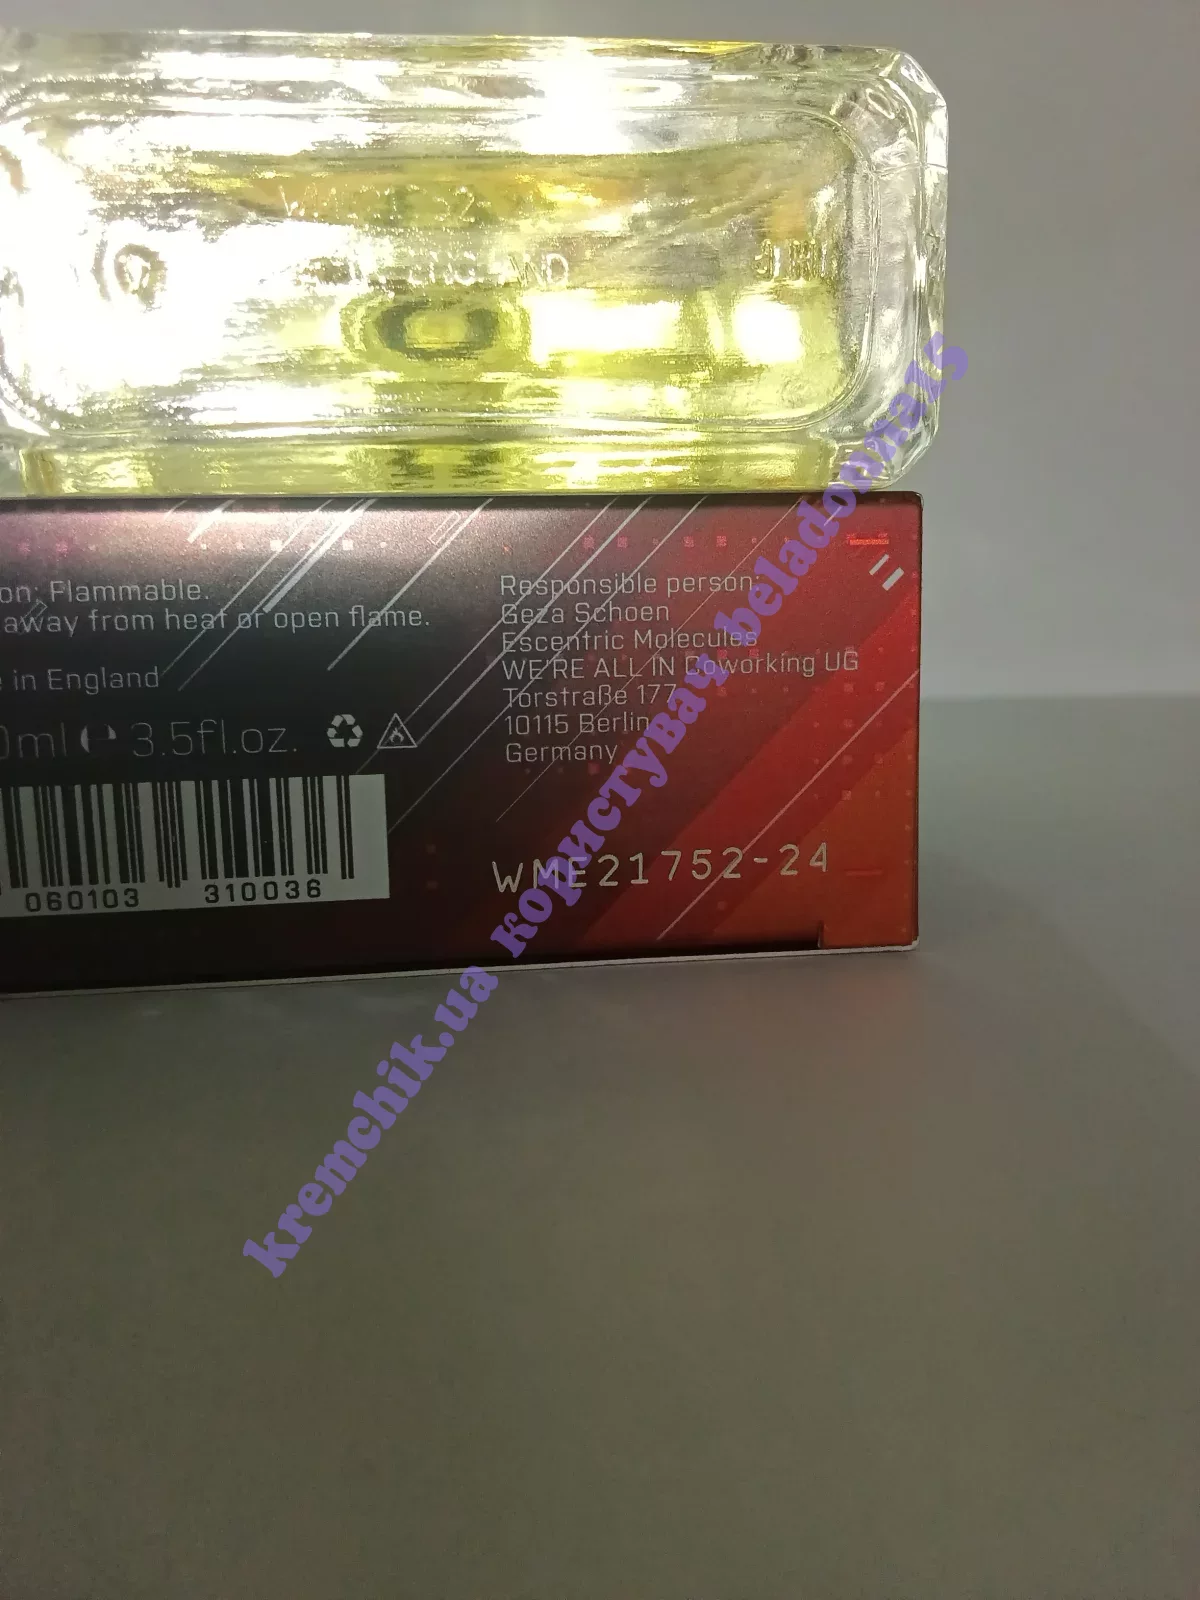 ENGLAND
on: Flammable.
away from heat or open flame.
in England
ml ℮ 3.5fl.oz.
060103 310036
Responsible person:
Geza Schoen
Escentric Molecules
WE'RE ALL IN Coworking UG
Torstraße 177
10115 Berlin
Germany
WME21752-24
kremchik.ua користувач beladonna15